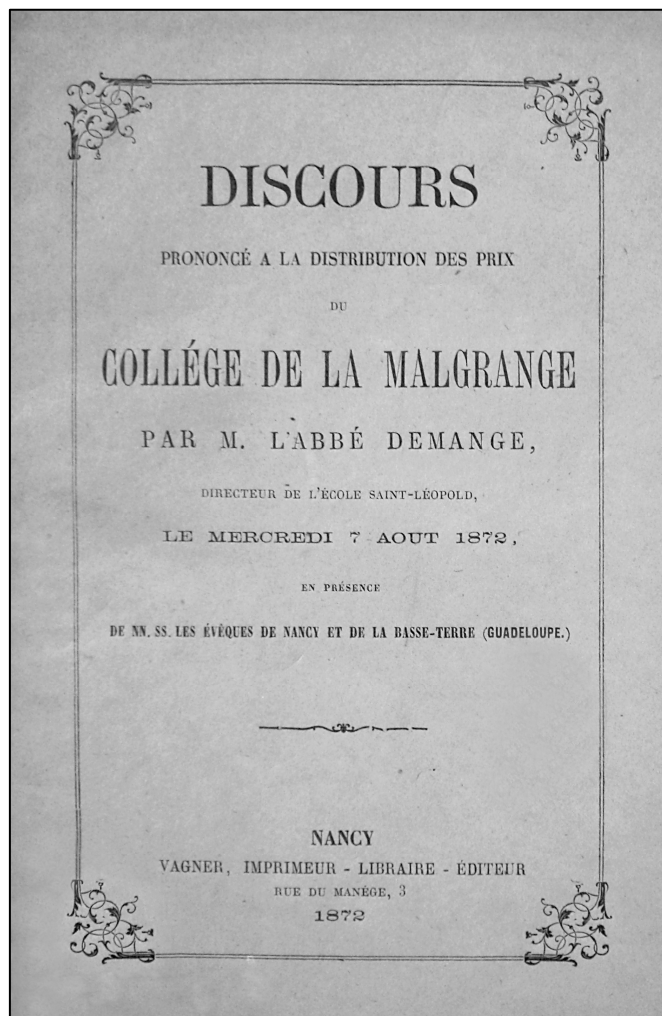 DISCOURS
PRONONCÉ A LA DISTRIBUTION DES PRIX
DU
COLLÉGE DE LA MALGRANGE
PAR M. L'ABBÉ DEMANGE,
DIRECTEUR DE L'ÉCOLE SAINT-LÉOPOLD,
LE MERCREDI 7 AOUT 1872,
EN PRÉSENCE
DE NN. SS. LES ÉVÊQUES DE NANCY ET DE LA BASSE-TERRE (GUADELOUPE.)
NANCY
VAGNER, IMPRIMEUR - LIBRAIRE - ÉDITEUR
RUE DU MANÉGE, 3
1872